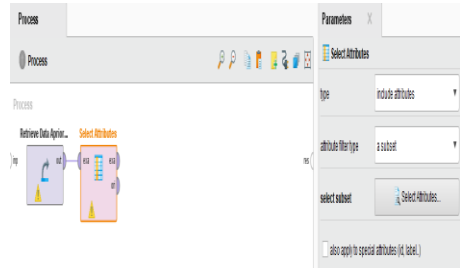 Process
Process
Process
Retrieve Data Aprior...
Select Attributes
inp
out
exa
exa
ori
res
Parameters X
Select Attributes
type
include attributes
attribute filter type
a subset
select subset
Select Attributes...
also apply to special attributes (id, label..)